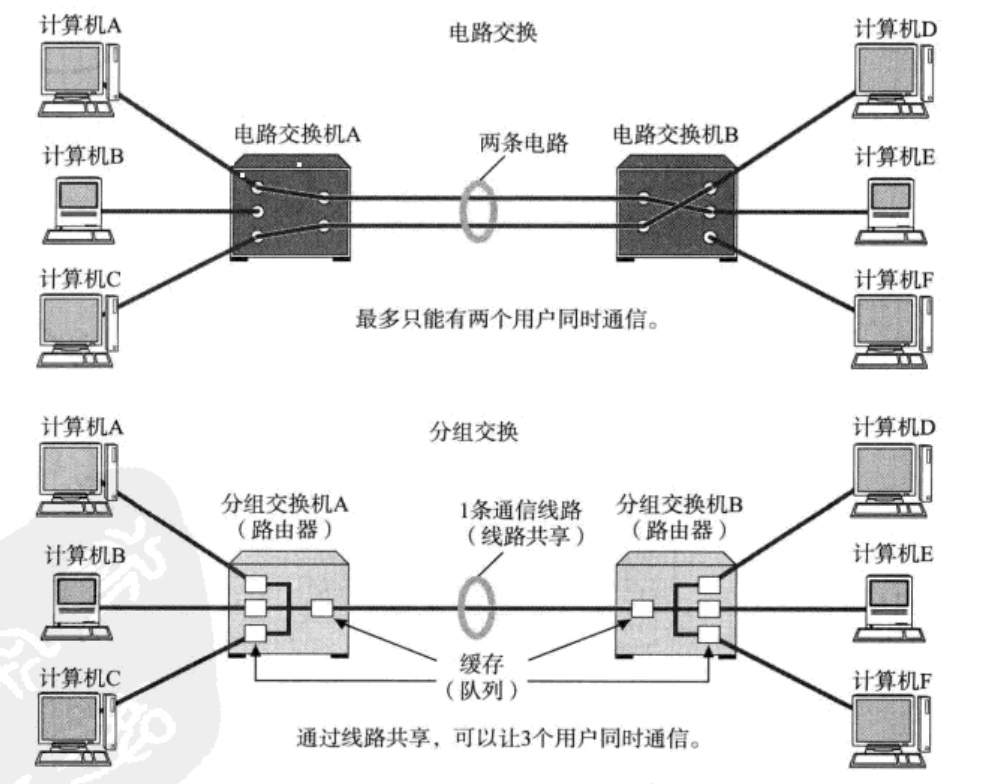 电路交换
计算机A
计算机D
电路交换机A
两条电路
电路交换机B
计算机B
计算机E
计算机C
计算机F
最多只能有两个用户同时通信。
分组交换
计算机A
计算机D
分组交换机A
（路由器）
1条通信线路
（线路共享）
分组交换机B
（路由器）
计算机B
计算机E
缓存
（队列）
计算机C
计算机F
通过线路共享，可以让3个用户同时通信。